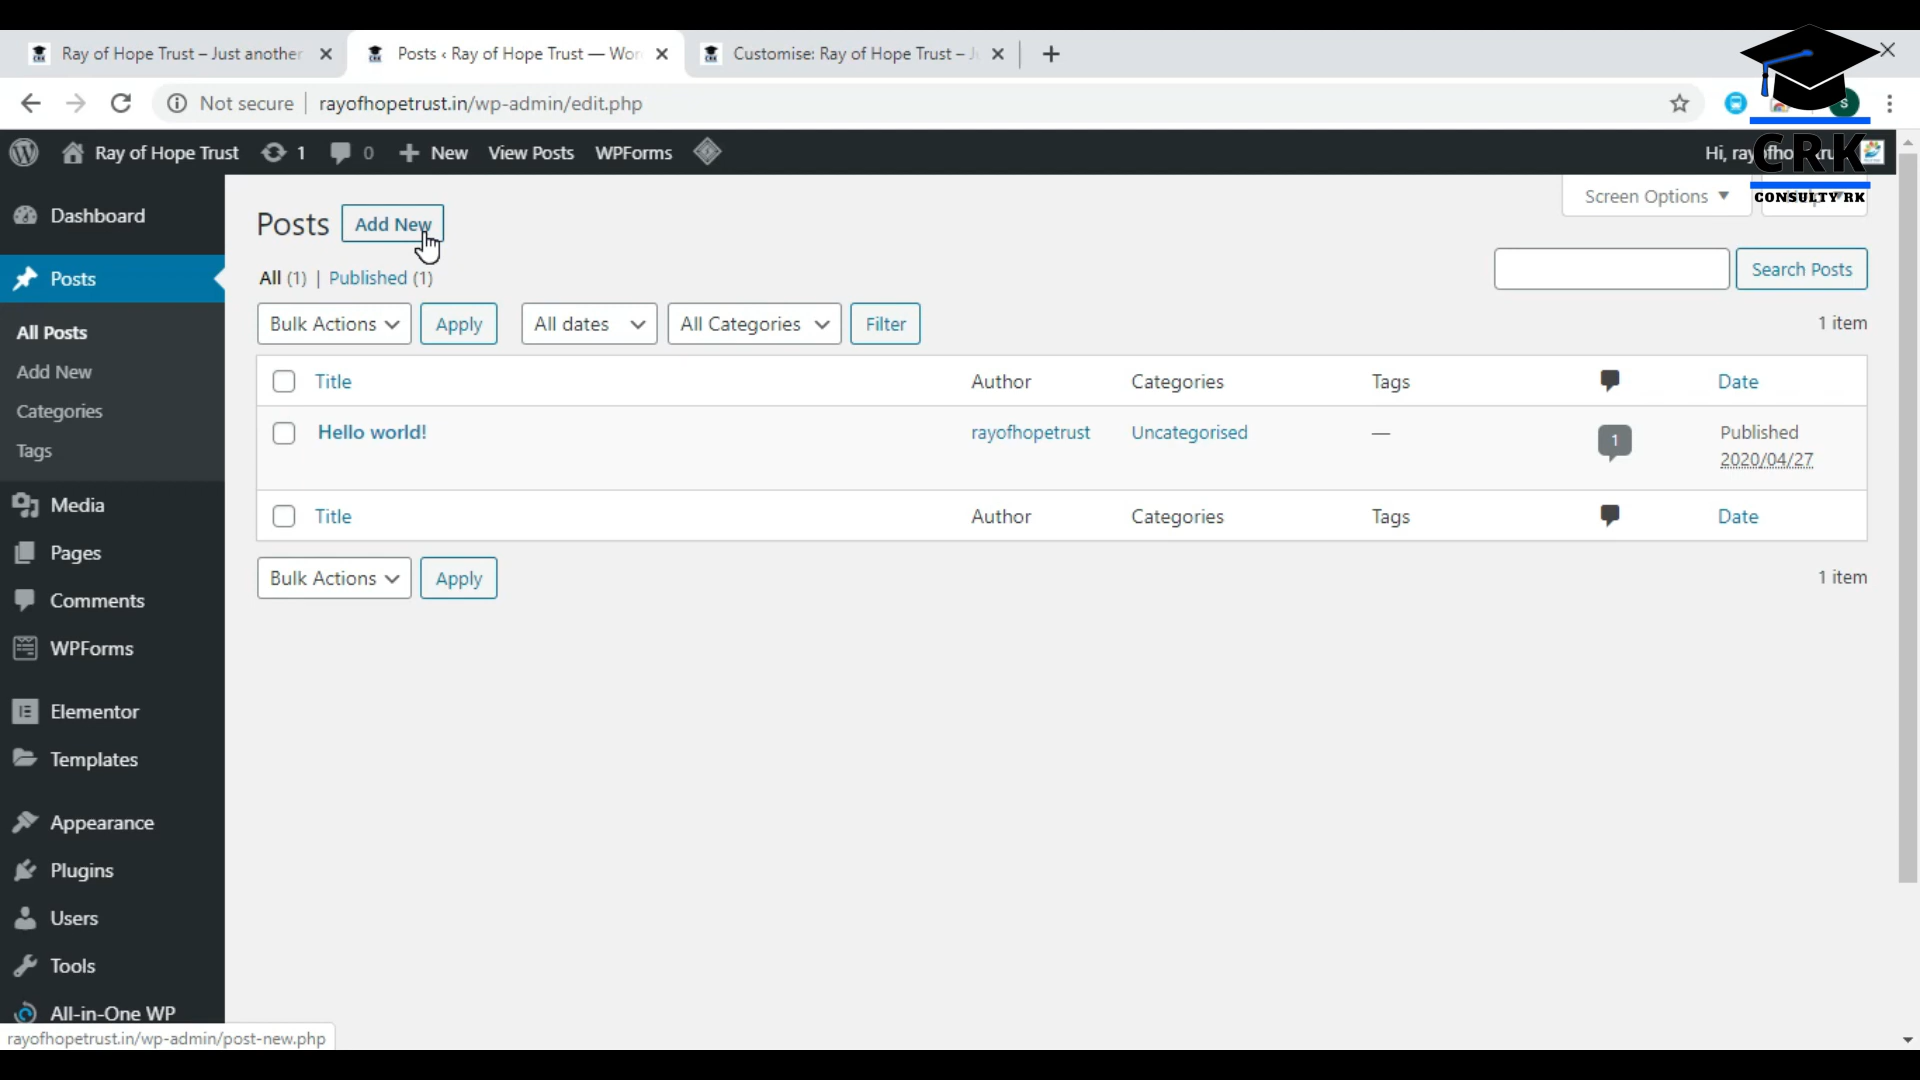 Ray of Hope Trust – Just another
Posts ‹ Ray of Hope Trust — Wor
Customise: Ray of Hope Trust – J
Not secure
rayofhopetrust.in/wp-admin/edit.php
S
Ray of Hope Trust
1
0
New
View Posts
WPForms
Hi, rayofho
CRK
CONSULTY RK
Screen Options
Dashboard
Posts
All Posts
Add New
Categories
Tags
Media
Pages
Comments
WPForms
Elementor
Templates
Appearance
Plugins
Users
Tools
All-in-One WP
Posts
Add New
All (1) | Published (1)
Search Posts
Bulk Actions
Apply
All dates
All Categories
Filter
1 item
Title Author Categories Tags Date
Hello world! rayofhopetrust Uncategorised — 1 Published
2020/04/27
Title Author Categories Tags Date
Bulk Actions
Apply
1 item
rayofhopetrust.in/wp-admin/post-new.php